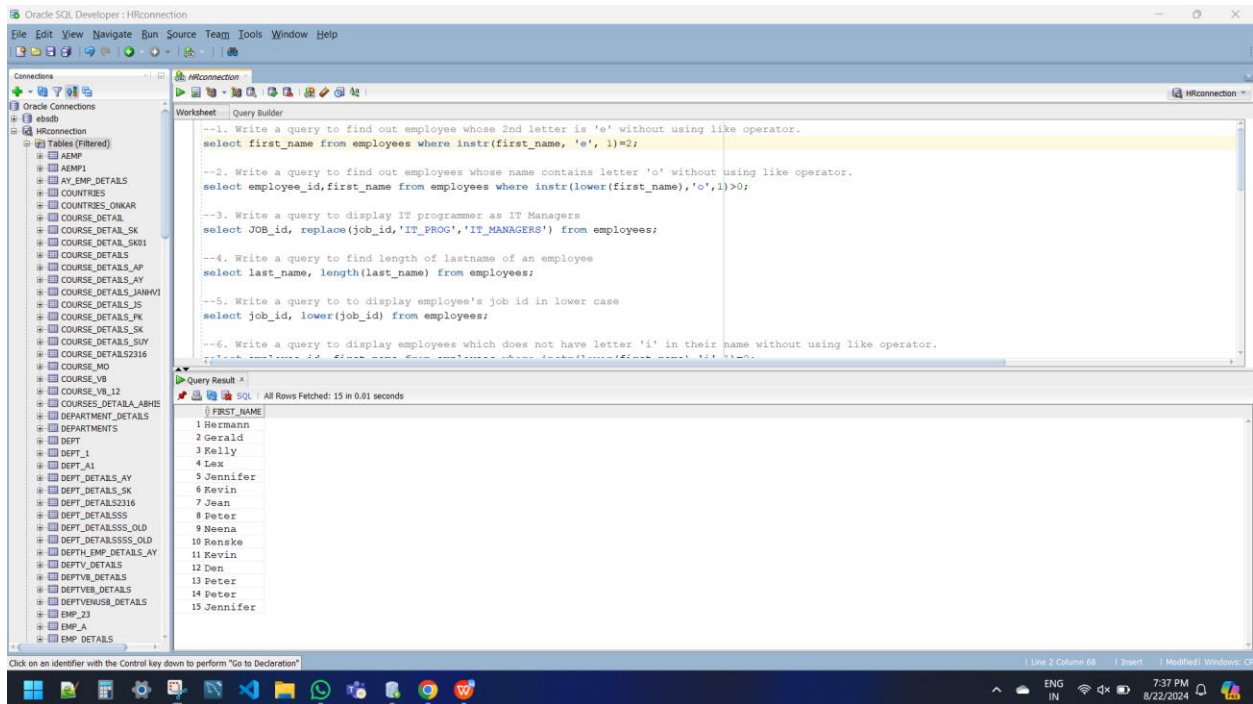 Oracle SQL Developer : HRconnection
File Edit View Navigate Run Source Team Tools Window Help
Connections
Oracle Connections
ebsdb
HRconnection
Tables (Filtered)
AEMP
AEMP1
AY_EMP_DETAILS
COUNTRIES
COUNTRIES_ONKAR
COURSE_DETAIL
COURSE_DETAIL_SK
COURSE_DETAIL_SK01
COURSE_DETAILS
COURSE_DETAILS_AP
COURSE_DETAILS_AY
COURSE_DETAILS_JANHVI
COURSE_DETAILS_JS
COURSE_DETAILS_PK
COURSE_DETAILS_SK
COURSE_DETAILS_SUY
COURSE_DETAILS2316
COURSE_MO
COURSE_VB
COURSE_VB_12
COURSES_DETAILA_ABHIS
DEPARTMENT_DETAILS
DEPARTMENTS
DEPT
DEPT_1
DEPT_A1
DEPT_DETAILS_AY
DEPT_DETAILS_SK
DEPT_DETAILS2316
DEPT_DETAILSSS
DEPT_DETAILSSS_OLD
DEPT_DETAILSSSS_OLD
DEPTH_EMP_DETAILS_AY
DEPTV_DETAILS
DEPTVB_DETAILS
DEPTVEB_DETAILS
DEPTVENUSB_DETAILS
EMP_23
EMP_A
EMP_DETAILS
HRconnection
HRconnection
Worksheet Query Builder
--1. Write a query to find out employee whose 2nd letter is 'e' without using like operator.
select first_name from employees where instr(first_name, 'e', 1)=2;
--2. Write a query to find out employees whose name contains letter 'o' without using like operator.
select employee_id,first_name from employees where instr(lower(first_name),'o',1)>0;
--3. Write a query to display IT programmer as IT Managers
select JOB_id, replace(job_id,'IT_PROG','IT_MANAGERS') from employees;
--4. Write a query to find length of lastname of an employee
select last_name, length(last_name) from employees;
--5. Write a query to to display employee's job id in lower case
select job_id, lower(job_id) from employees;
--6. Write a query to display employees which does not have letter 'i' in their name without using like operator.
Query Result
SQL All Rows Fetched: 15 in 0.01 seconds
FIRST_NAME
1 Hermann
2 Gerald
3 Kelly
4 Lex
5 Jennifer
6 Kevin
7 Jean
8 Peter
9 Neena
10 Renske
11 Kevin
12 Den
13 Peter
14 Peter
15 Jennifer
Click on an identifier with the Control key down to perform "Go to Declaration"
Line 2 Column 68 Insert Modified Windows: CR
ENG
IN
7:37 PM
8/22/2024